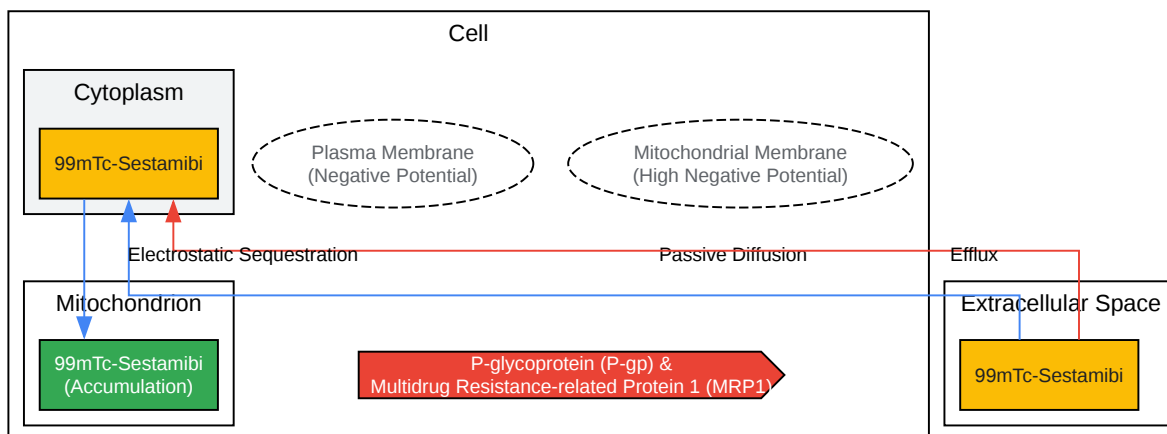 Cell
Cytoplasm
99mTc-Sestamibi
Plasma Membrane
(Negative Potential)
Mitochondrial Membrane
(High Negative Potential)
Electrostatic Sequestration
Passive Diffusion
Efflux
Mitochondrion
99mTc-Sestamibi
(Accumulation)
P-glycoprotein (P-gp) &
Multidrug Resistance-related Protein 1 (MRP1)
Extracellular Space
99mTc-Sestamibi